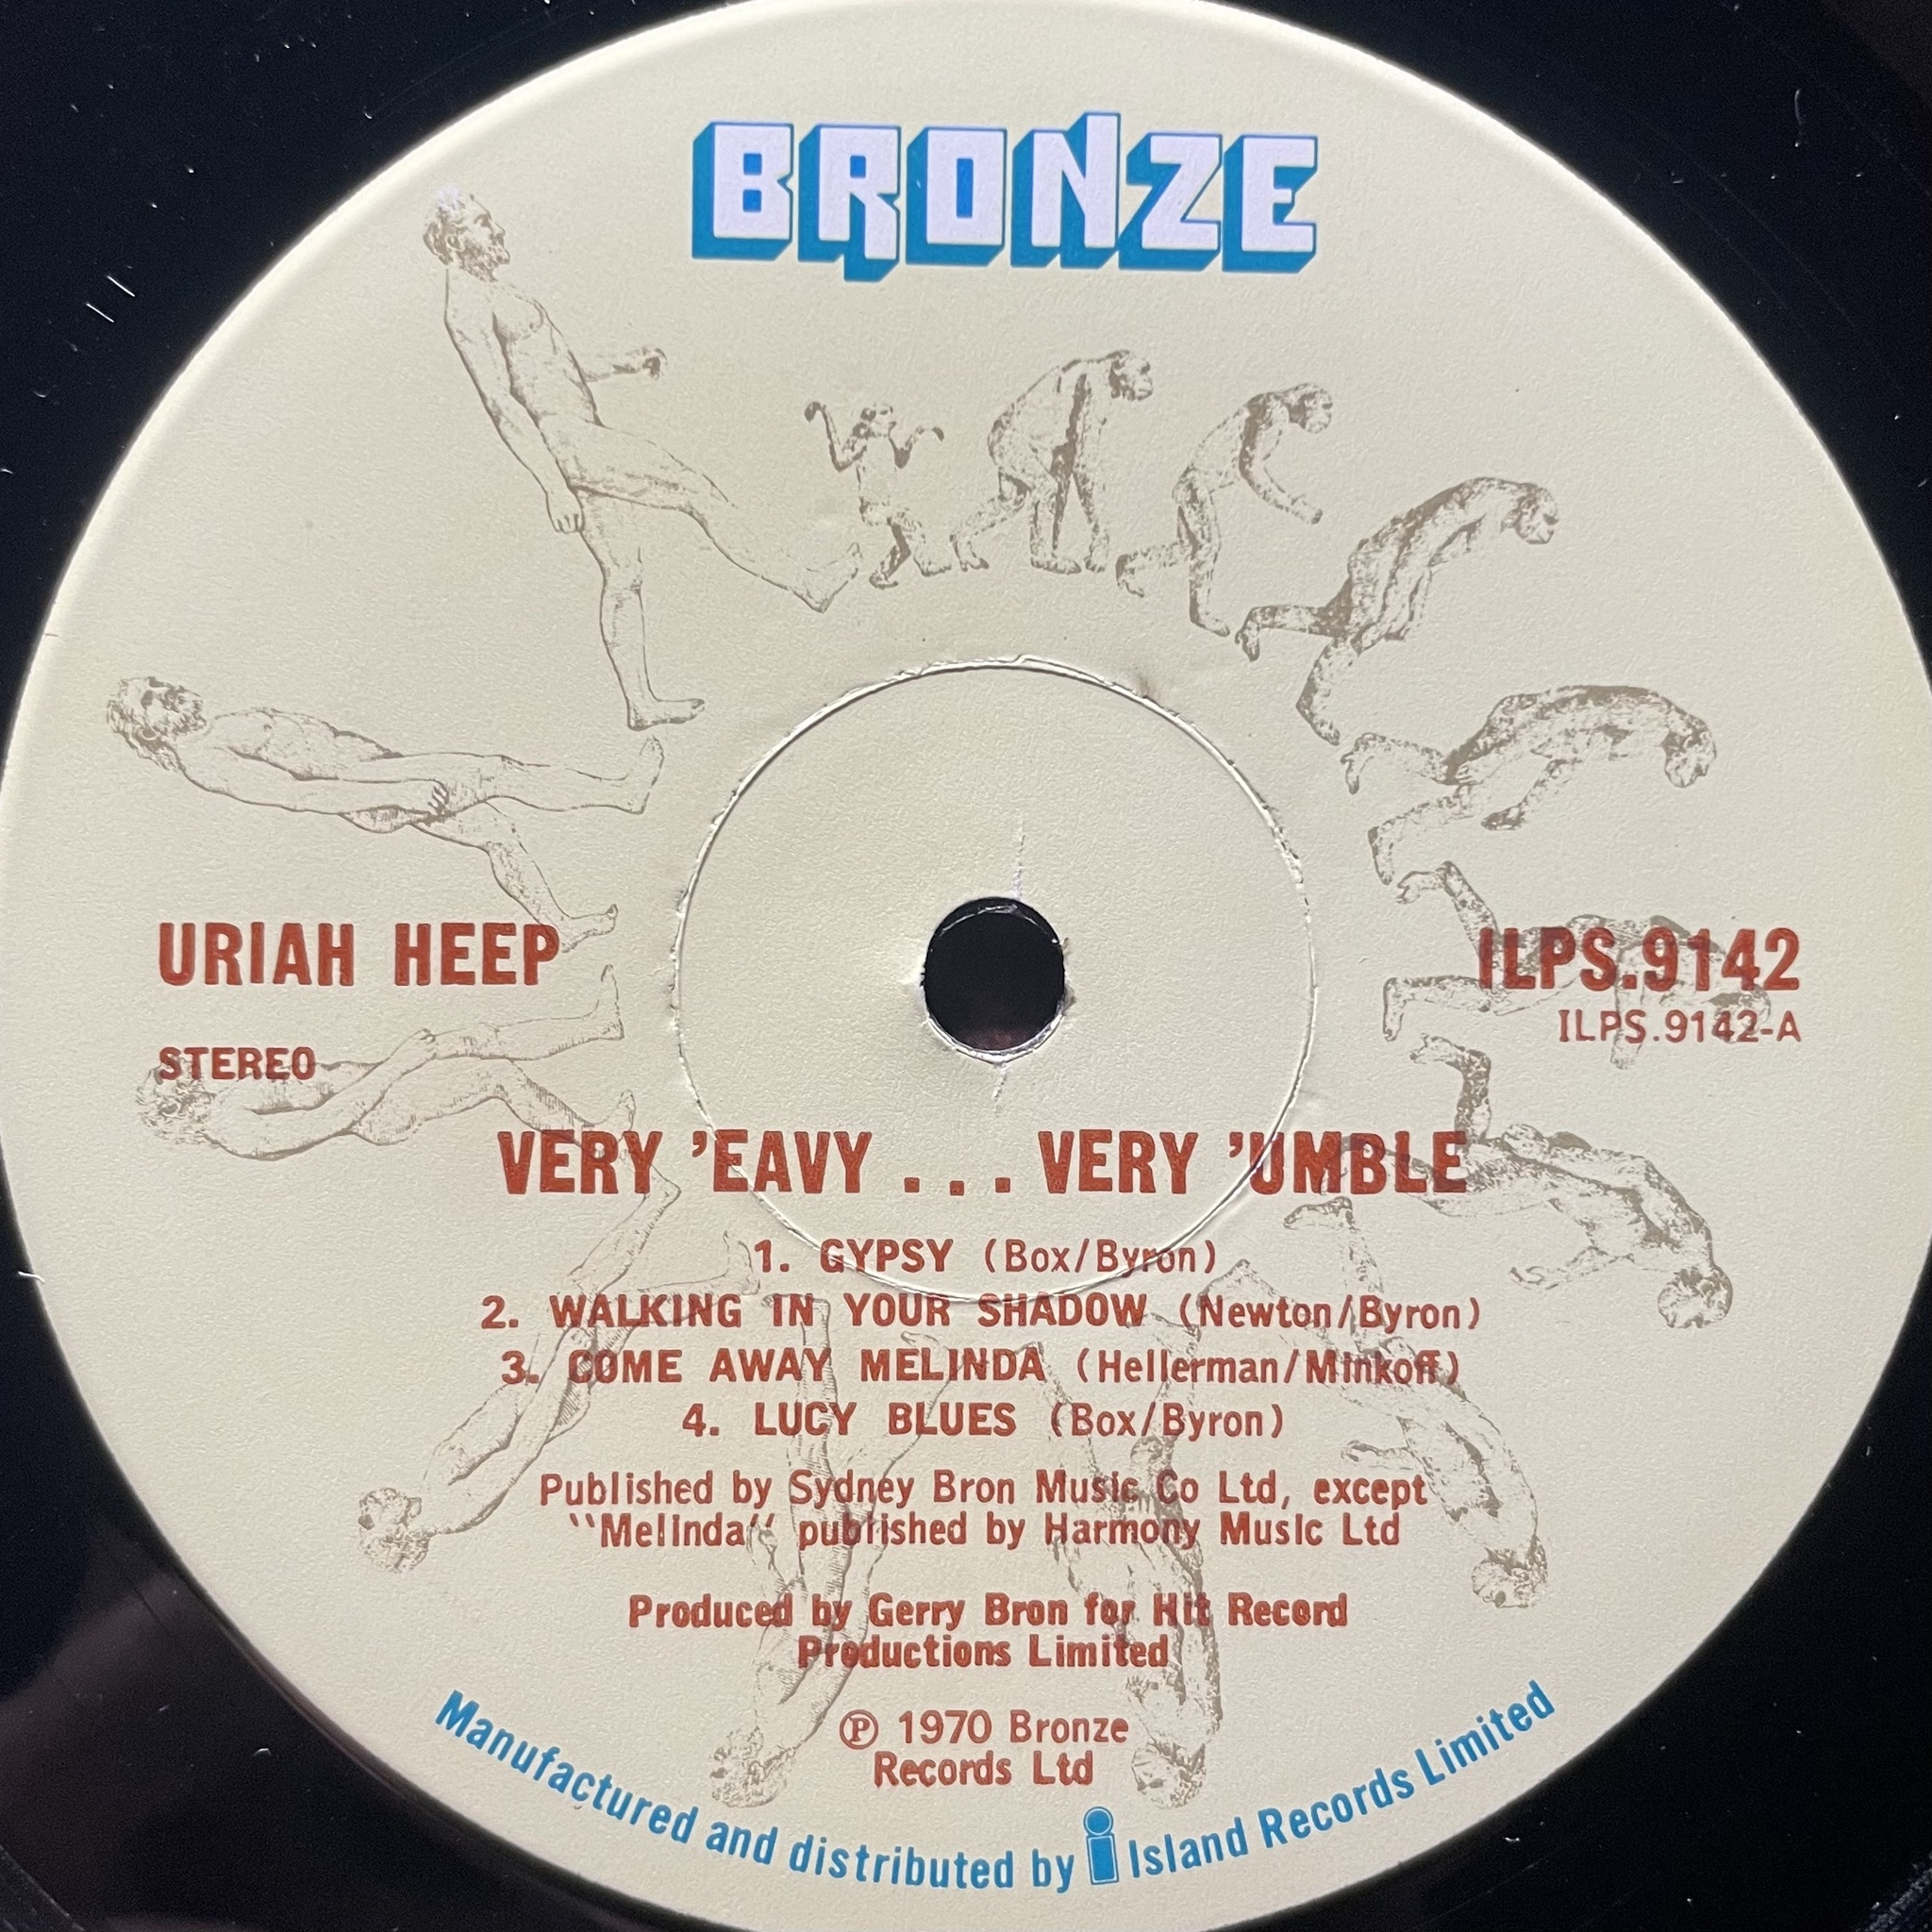 BRONZE
URIAH HEEP
ILPS.9142
ILPS.9142-A
STEREO
VERY 'EAVY . . . VERY 'UMBLE
1. GYPSY (Box/Byron)
2. WALKING IN YOUR SHADOW (Newton/Byron)
3. COME AWAY MELINDA (Hellerman/Minkoff)
4. LUCY BLUES (Box/Byron)
Published by Sydney Bron Music Co Ltd, except
‵‵Melinda′′ published by Harmony Music Ltd
Produced by Gerry Bron for Hit Record
Productions Limited
℗ 1970 Bronze
Records Ltd
Manufactured and distributed by i Island Records Limited